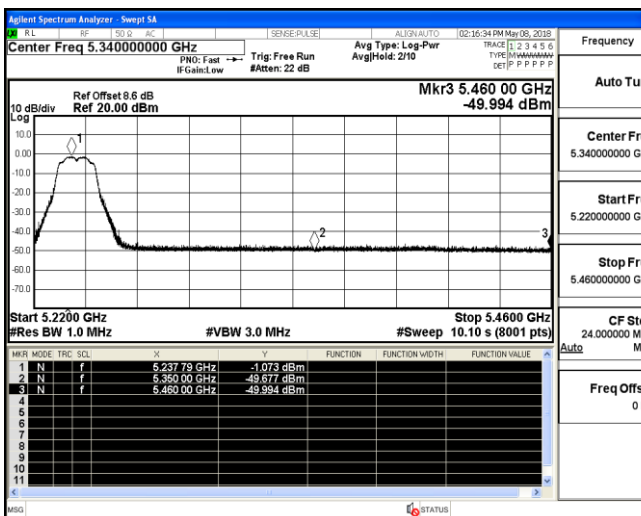 Agilent Spectrum Analyzer - Swept SA
RL RF 50 Ω AC SENSE:PULSE ALIGN AUTO 02:16:34 PM May 08, 2018
Center Freq 5.340000000 GHz
PNO: Fast
IFGain:Low
Trig: Free Run
#Atten: 22 dB
Avg Type: Log-Pwr
Avg|Hold: 2/10
TRACE 1 2 3 4 5 6
TYPE M
DET P P P P P P
Ref Offset 8.6 dB
10 dB/div Ref 20.00 dBm
Log
Mkr3 5.460 00 GHz
-49.994 dBm
10.0
0.00
-10.0
-20.0
-30.0
-40.0
-50.0
-60.0
-70.0
1
2
3
Start 5.2200 GHz Stop 5.4600 GHz
#Res BW 1.0 MHz #VBW 3.0 MHz #Sweep 10.10 s (8001 pts)
MKR MODE TRC SCL X Y FUNCTION FUNCTION WIDTH FUNCTION VALUE
1 N f 5.237 79 GHz -1.073 dBm
2 N f 5.350 00 GHz -49.677 dBm
3 N f 5.460 00 GHz -49.994 dBm
4
5
6
7
8
9
10
11
MSG STATUS
Frequency
Auto Tu
Center Fr
5.340000000 G
Start Fr
5.220000000 G
Stop Fr
5.460000000 G
CF St
24.000000 M
Auto M
Freq Offs
0